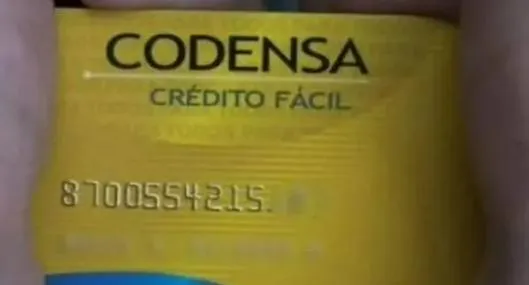 CODENSA
CRÉDITO FÁCIL
8700554215.